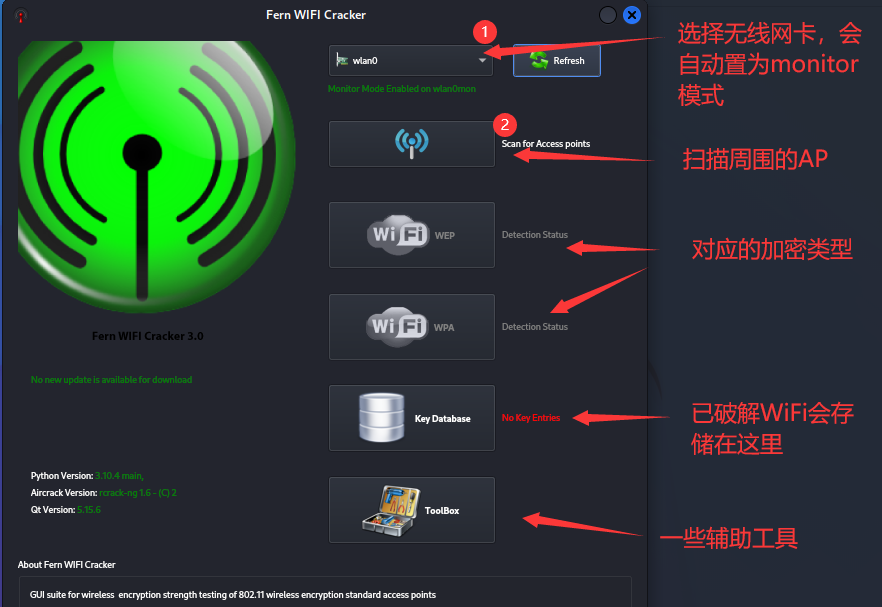 Fern WIFI Cracker
1
选择无线网卡，会
自动置为monitor
模式
wlan0
Refresh
Monitor Mode Enabled on wlan0mon
2
Scan for Access points
扫描周围的AP
WiFi WEP
Detection Status
对应的加密类型
WiFi WPA
Detection Status
Fern WIFI Cracker 3.0
No new update is available for download
Key Database
No Key Entries
已破解WiFi会存
储在这里
Python Version: 3.10.4 main,
Aircrack Version: rcrack-ng 1.6 - (C) 2
Qt Version: 5.15.6
ToolBox
一些辅助工具
About Fern WIFI Cracker
GUI suite for wireless encryption strength testing of 802.11 wireless encryption standard access points